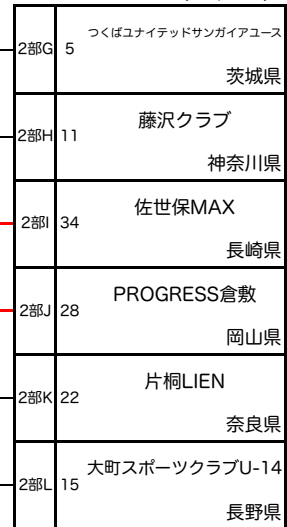 2部G 5 つくばユナイテッドサンガイアユース
茨城県
2部H 11 藤沢クラブ
神奈川県
2部I 34 佐世保MAX
長崎県
2部J 28 PROGRESS倉敷
岡山県
2部K 22 片桐LIEN
奈良県
2部L 15 大町スポーツクラブU-14
長野県